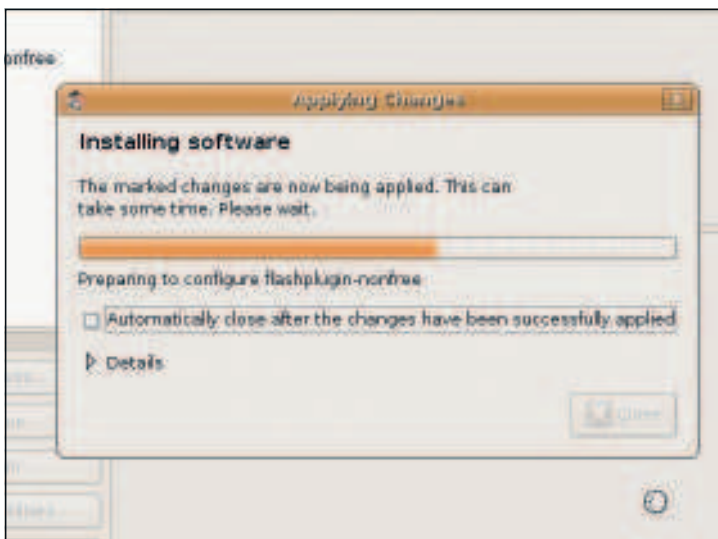 onfree
Applying Changes
Installing software
The marked changes are now being applied. This can
take some time. Please wait.
Preparing to configure flashplugin-nonfree
Automatically close after the changes have been successfully applied
Details
Close